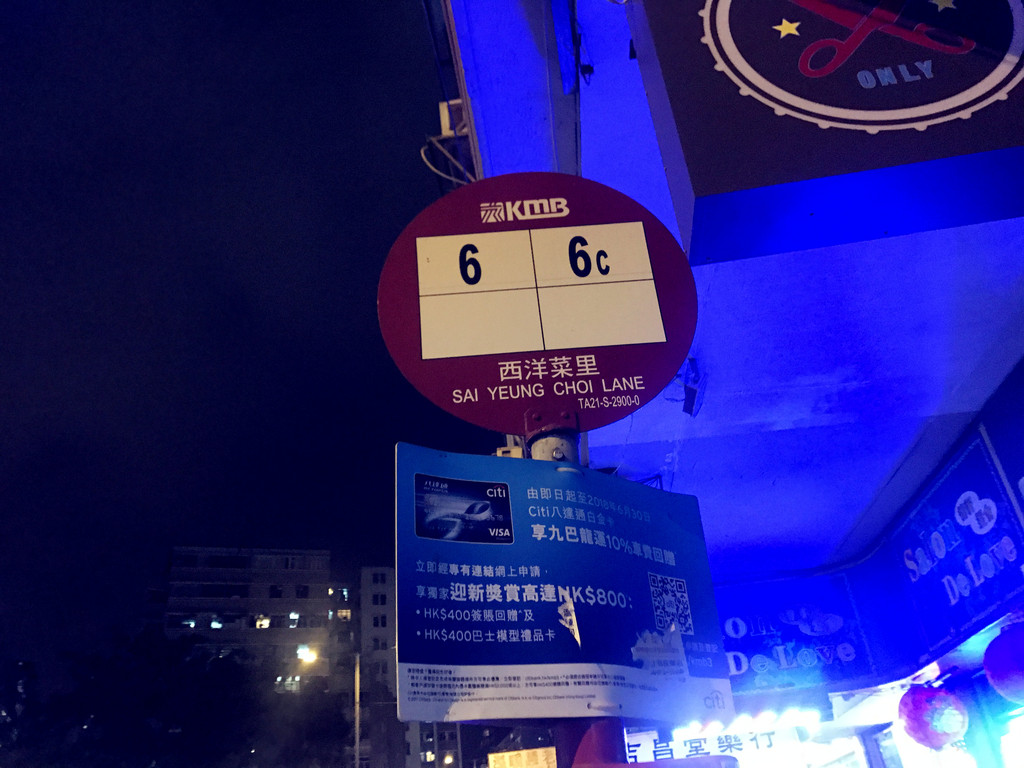 ONLY
KMB
6
6C
西洋菜里
SAI YEUNG CHOI LANE
TA21-S-2900-0
citi
VISA
由即日起至2018年6月30日
Citi八達通白金卡
享九巴龍運10%車費回贈
立即經專有連結網上申請，
享獨家迎新獎賞高達HK$800：
• HK$400簽賬回贈及
• HK$400巴士模型禮品卡
citi
Salon
De Love
De Love